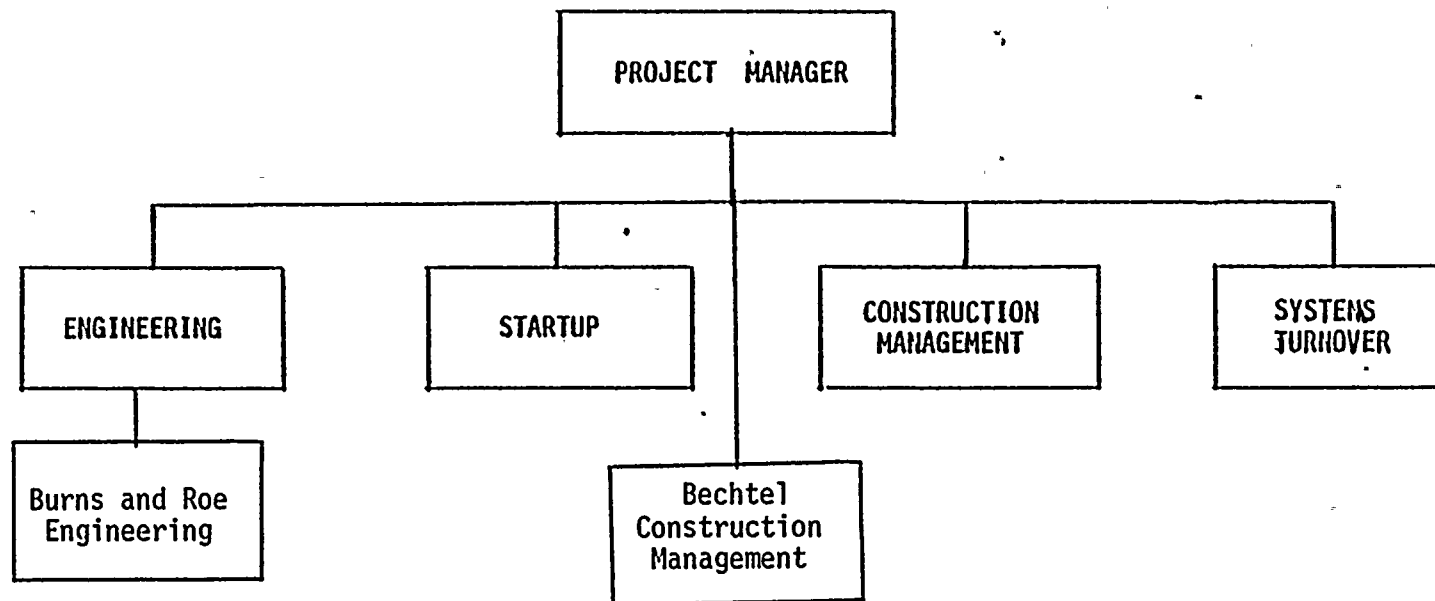 PROJECT MANAGER
ENGINEERING
STARTUP
CONSTRUCTION
MANAGEMENT
SYSTEMS
TURNOVER
Burns and Roe
Engineering
Bechtel
Construction
Management